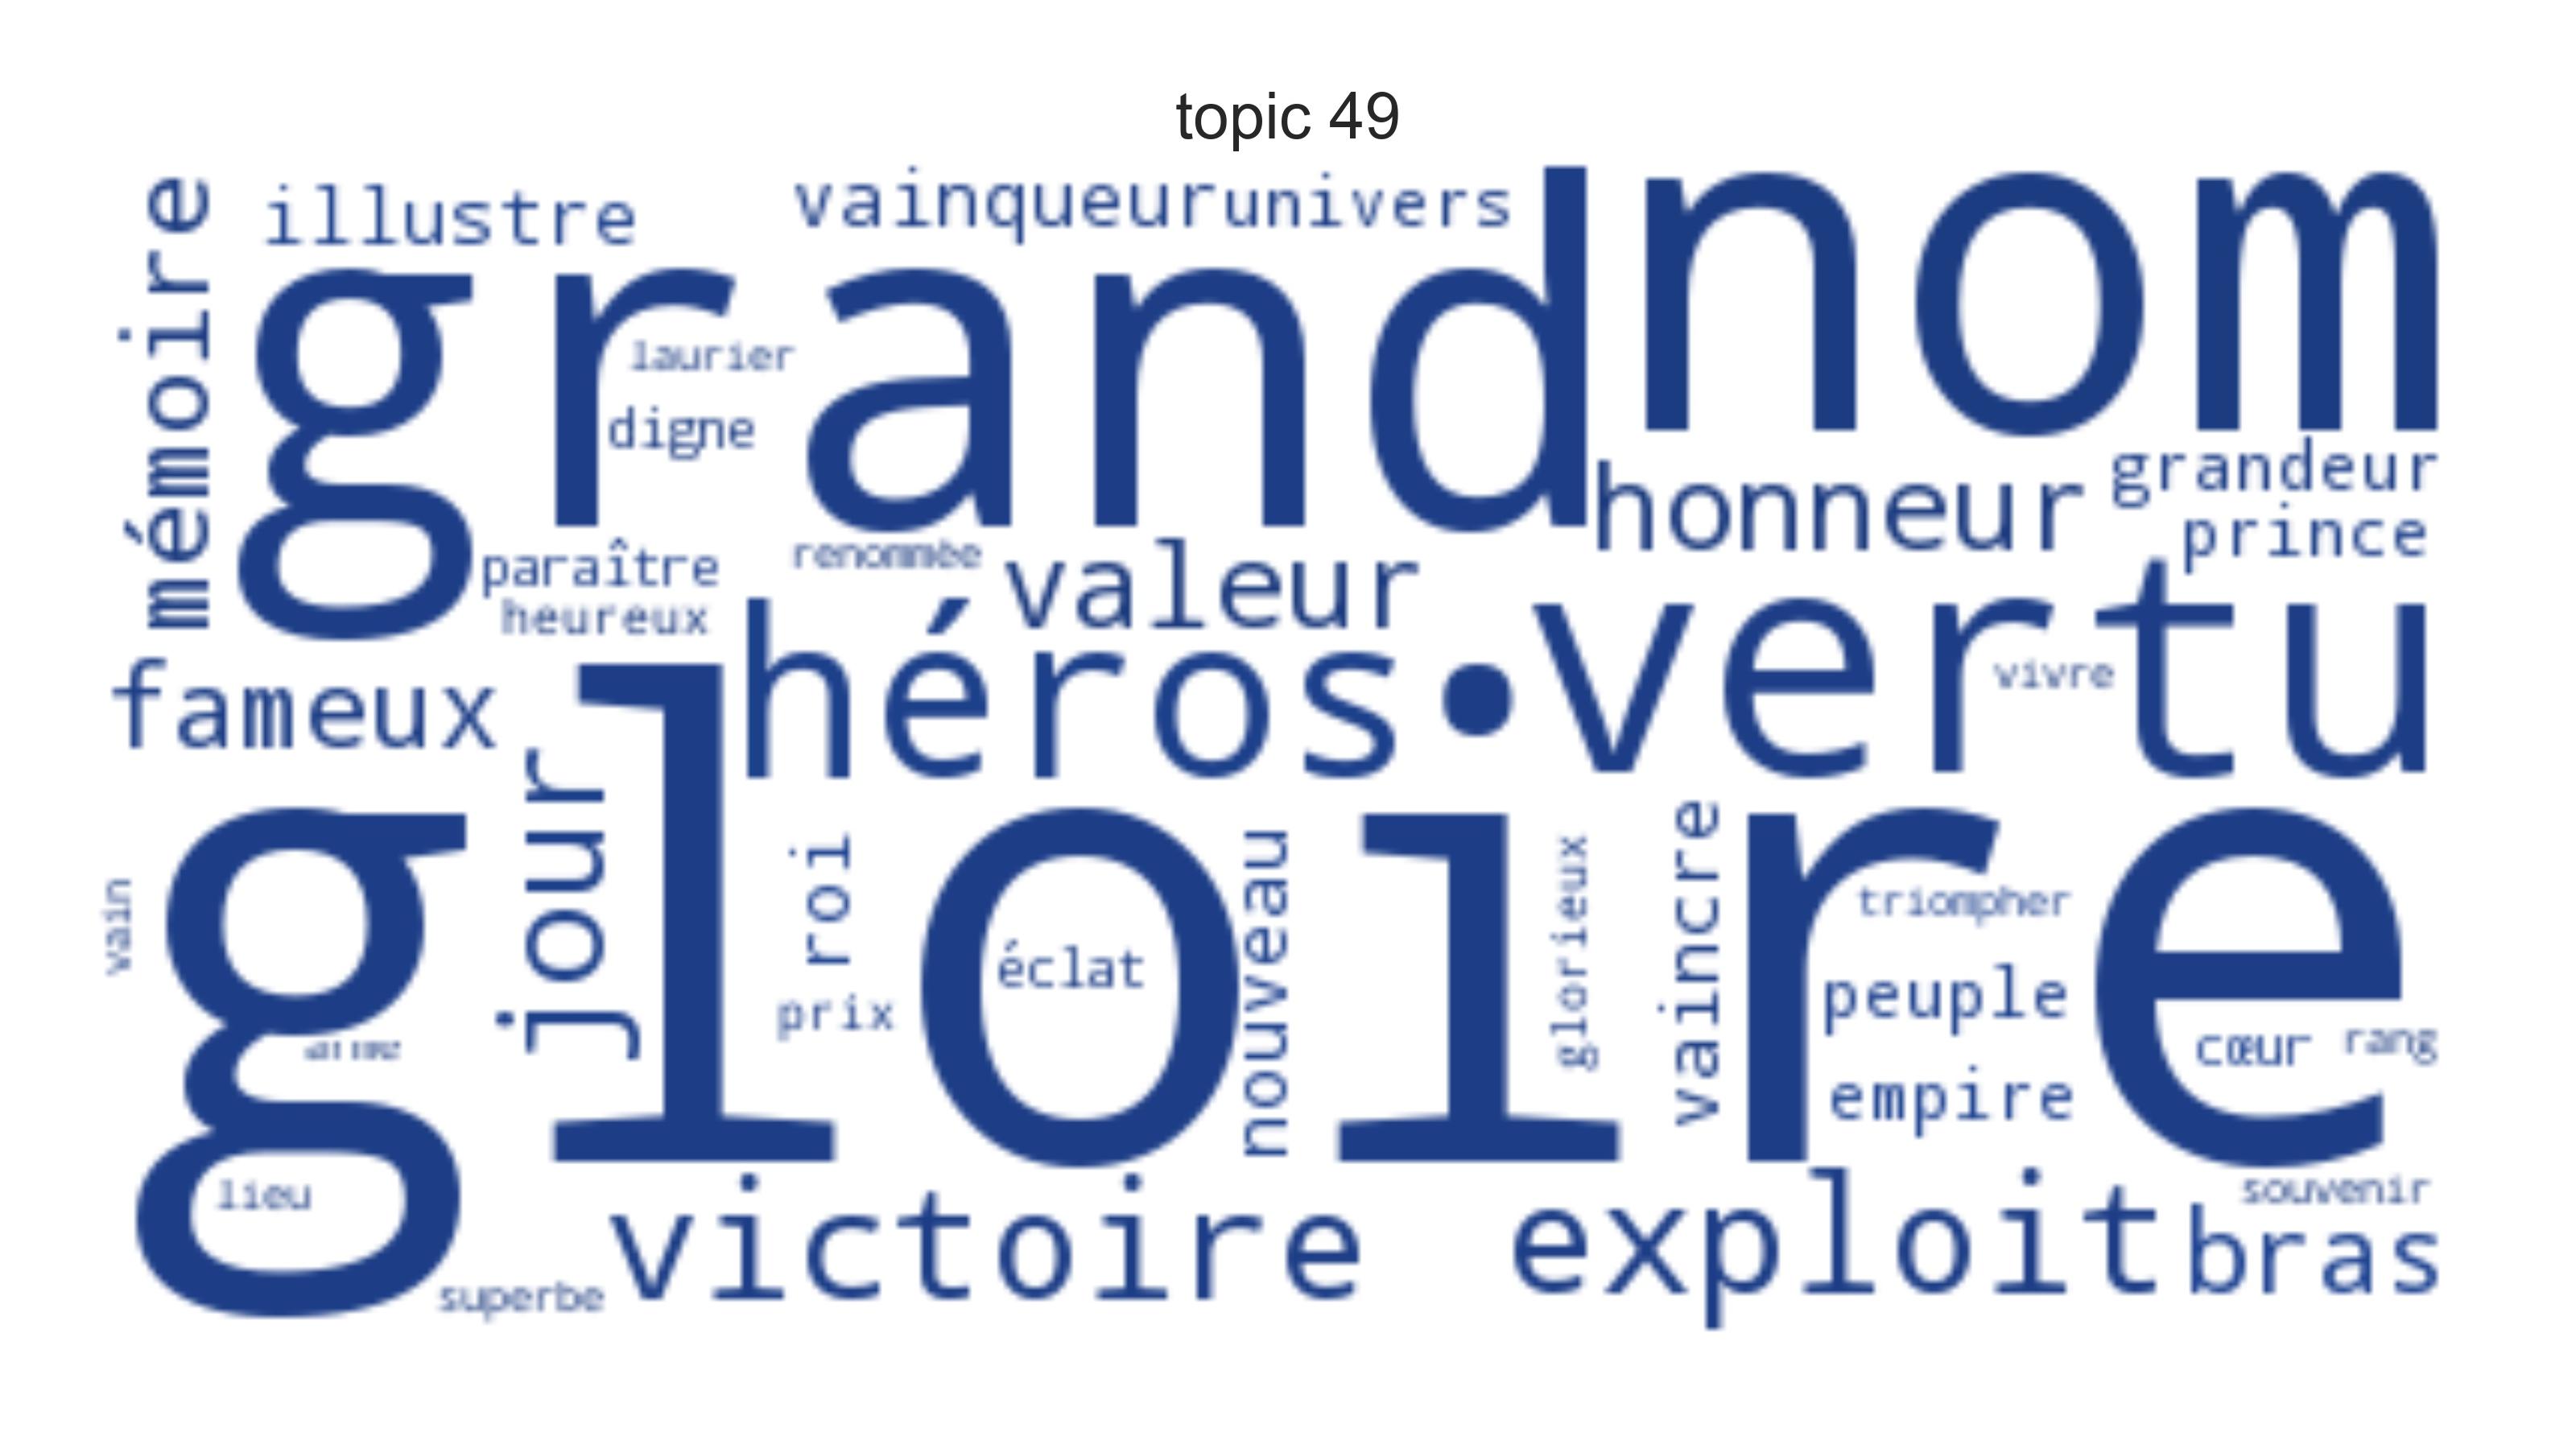 topic 49
mémoire
illustre
vainqueur
univers
grand
nom
laurier
digne
honneur
grandeur
prince
paraître
renommée
valeur
heureux
héros
vertu
vivre
fameux
jour
gloire
roi
nouveau
glorieux
vaincre
triompher
vain
éclat
prix
peuple
cœur
rang
empire
lieu
souvenir
victoire
exploit
bras
superbe